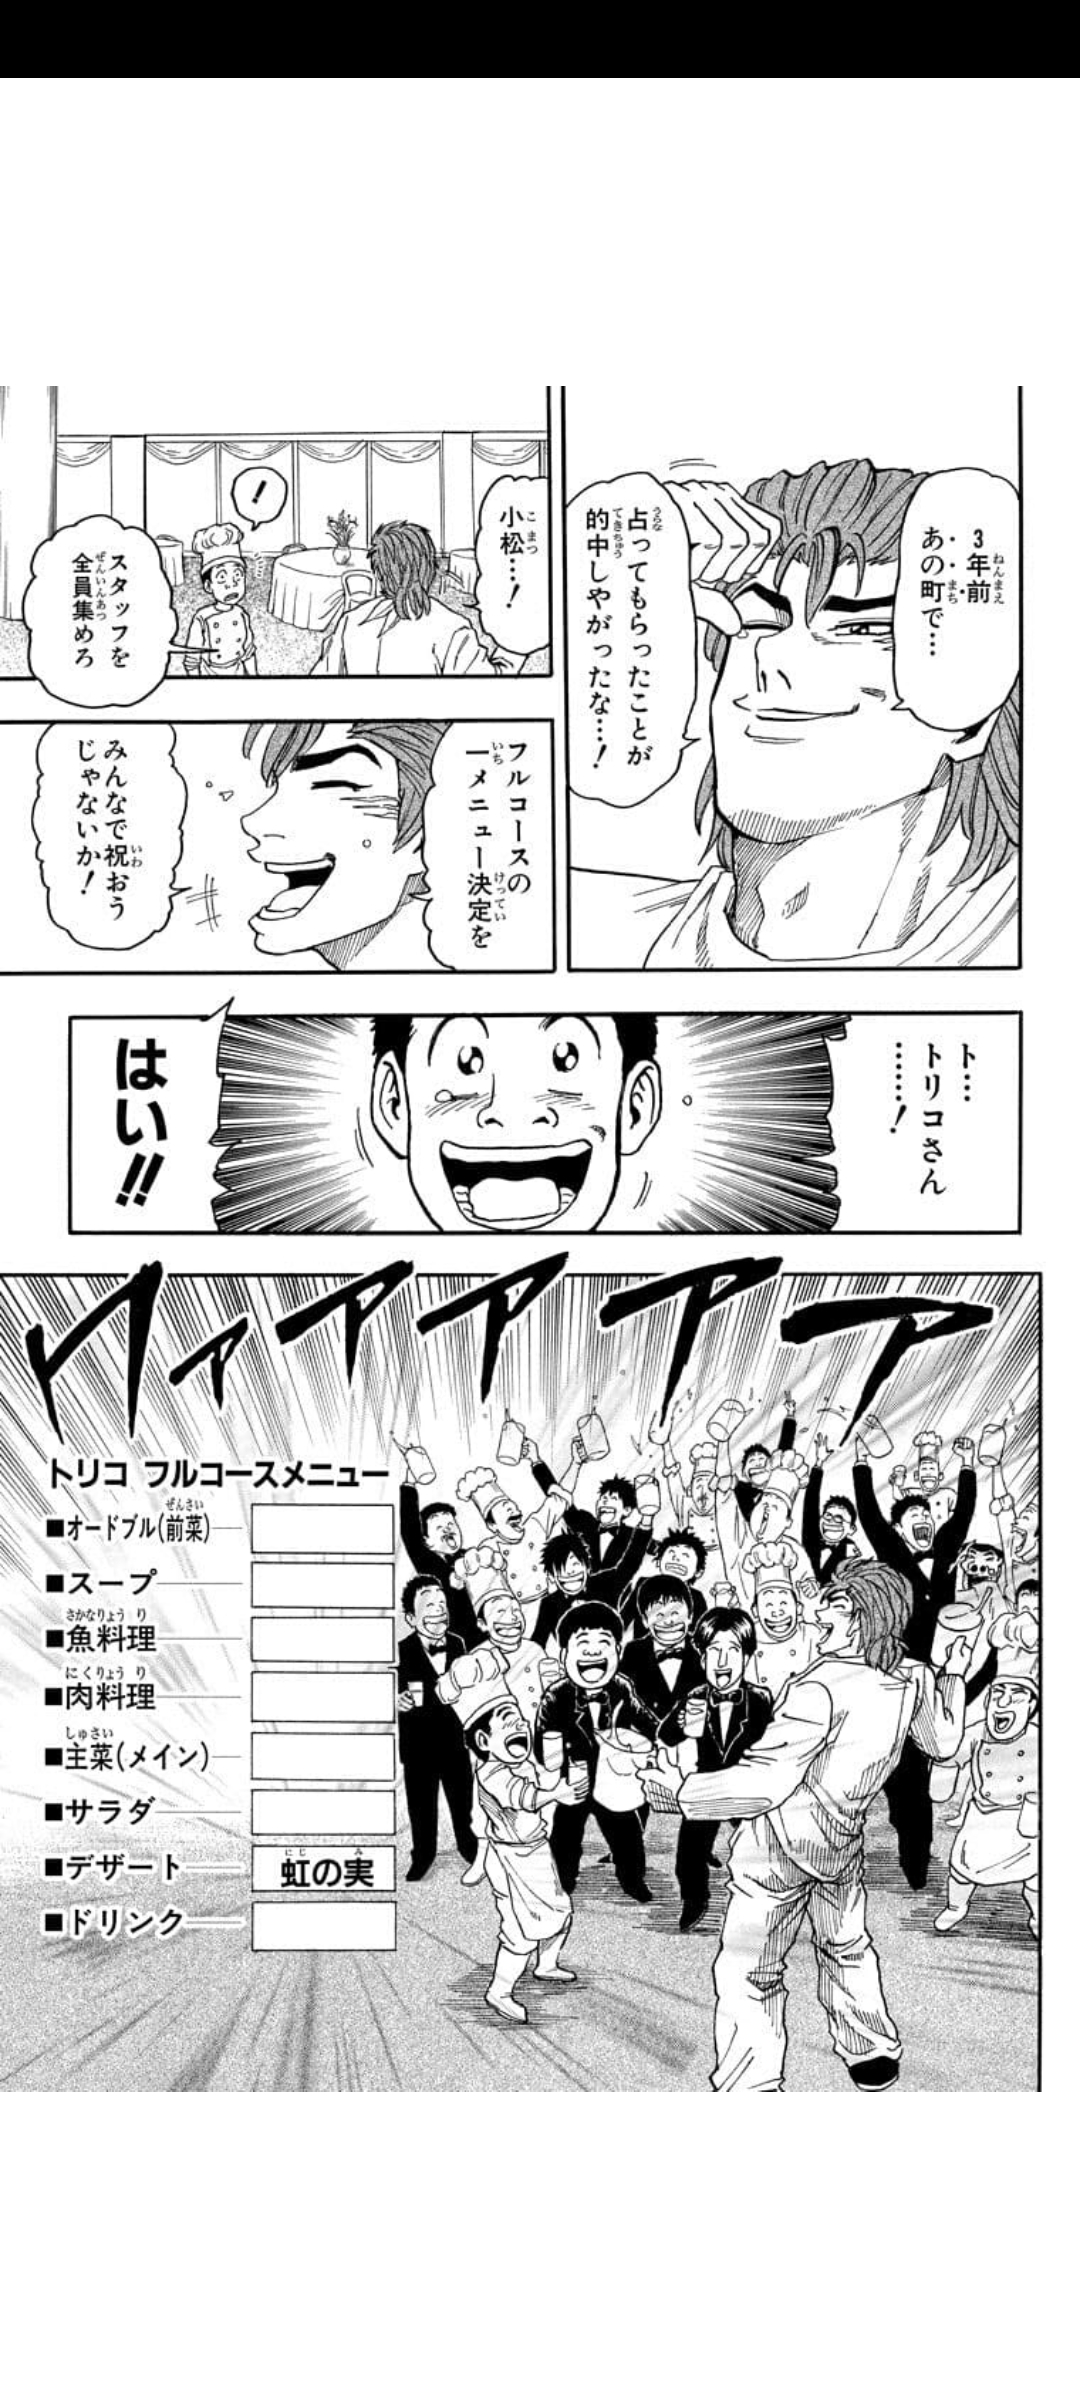 3年前
あの町で…
占ってもらったことが
的中しやがったな…！
小松…！
！
スタッフを
全員集めろ
フルコースの
一メニュー決定を
みんなで祝おう
じゃないか！
ト…
トリコさん
……！
はい!!
ワァアアアア
トリコ フルコースメニュー
■オードブル(前菜)
■スープ
■魚料理
■肉料理
■主菜(メイン)
■サラダ
■デザート 虹の実
■ドリンク